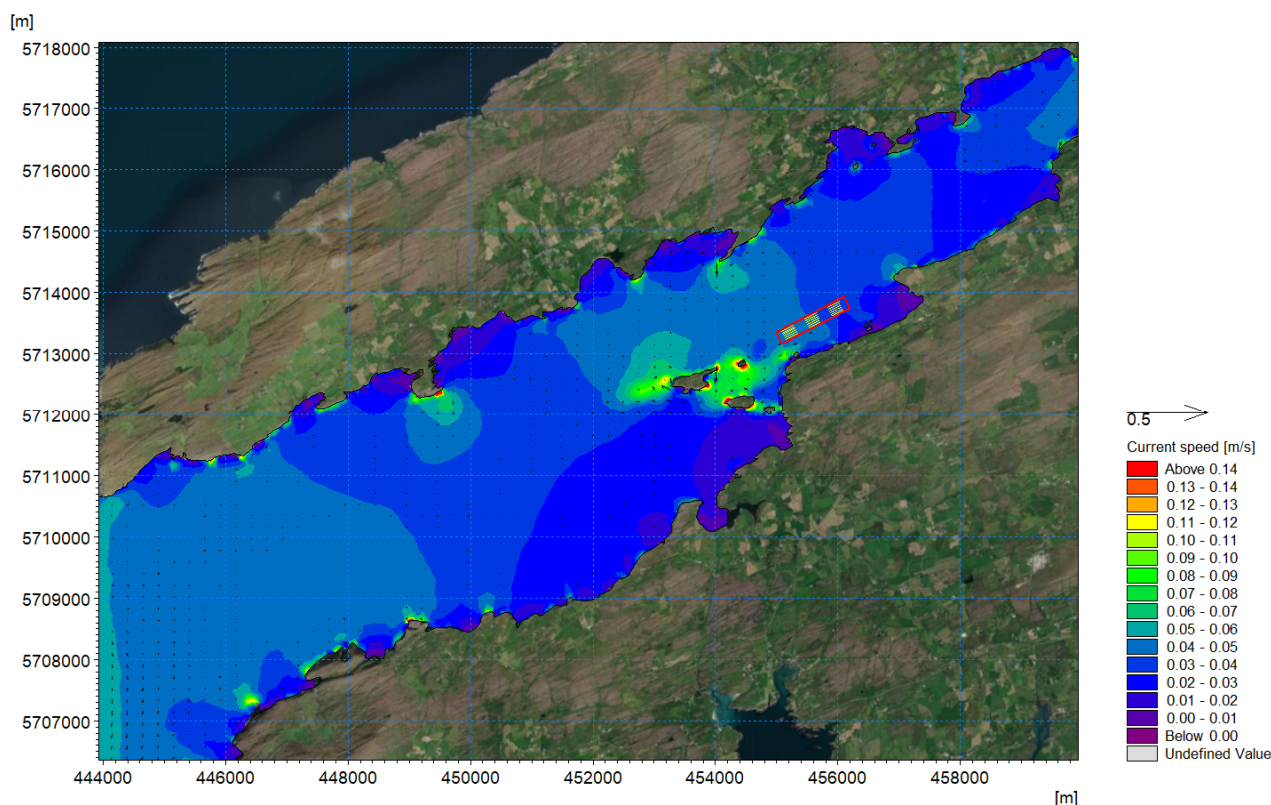 [m]
5718000
5717000
5716000
5715000
5714000
5713000
5712000
5711000
5710000
5709000
5708000
5707000
444000 446000 448000 450000 452000 454000 456000 458000
[m]
0.5
Current speed [m/s]
Above 0.14
0.13 - 0.14
0.12 - 0.13
0.11 - 0.12
0.10 - 0.11
0.09 - 0.10
0.08 - 0.09
0.07 - 0.08
0.06 - 0.07
0.05 - 0.06
0.04 - 0.05
0.03 - 0.04
0.02 - 0.03
0.01 - 0.02
0.00 - 0.01
Below 0.00
Undefined Value